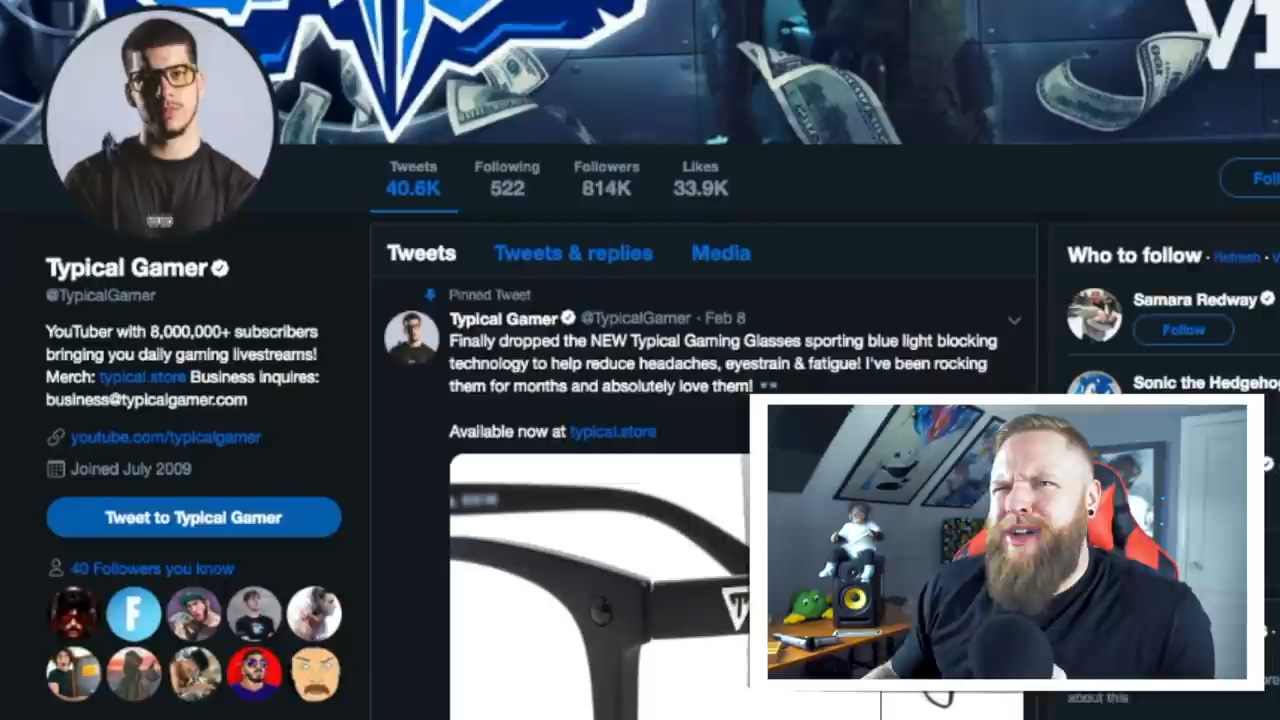 VI
Tweets
Following
Followers
Likes
40.6K
522
814K
33.9K
Foll
Typical Gamer
@TypicalGamer
YouTuber with 8,000,000+ subscribers
bringing you daily gaming livestreams!
Merch: typical.store Business Inquires:
business@typicalgamer.com
youtube.com/typicalgamer
Joined July 2009
Tweet to Typical Gamer
40 Followers you know
F
Tweets
Tweets & replies
Media
Pinned Tweet
Typical Gamer @TypicalGamer · Feb 8
Finally dropped the NEW Typical Gaming Glasses sporting blue light blocking
technology to help reduce headaches, eyestrain & fatigue! I've been rocking
them for months and absolutely love them!
Available now at typical.store
Who to follow · Refresh · V
Samara Redway
Follow
Sonic the Hedgehog
about this